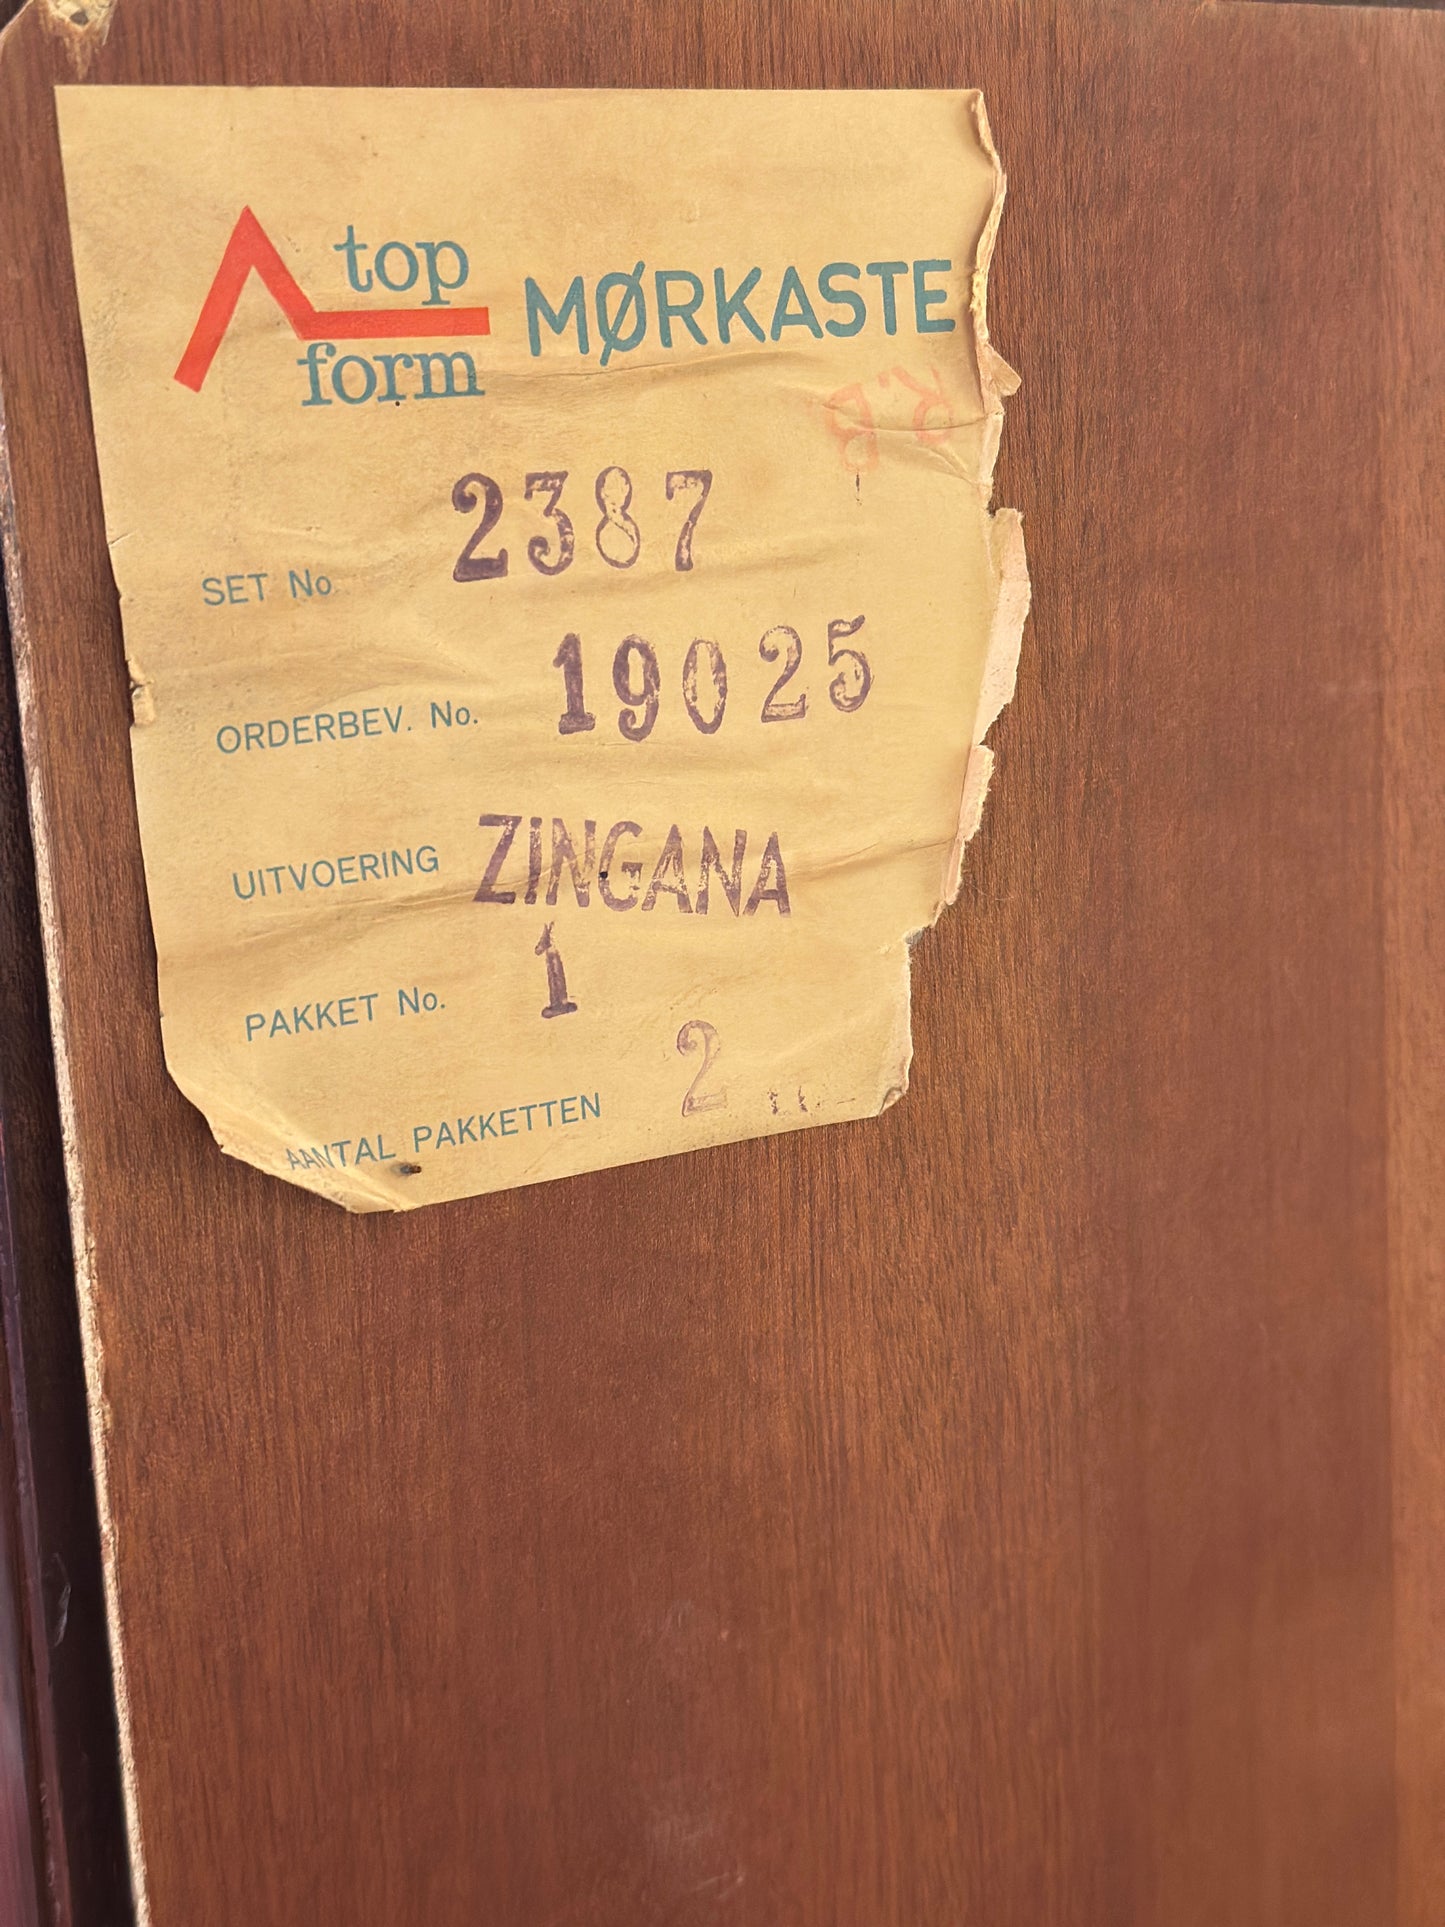 top
form
MØRKASTE
R.B
SET No. 2387
ORDERBEV. No. 19025
UITVOERING ZINGANA
PAKKET No. 1
AANTAL PAKKETTEN 2